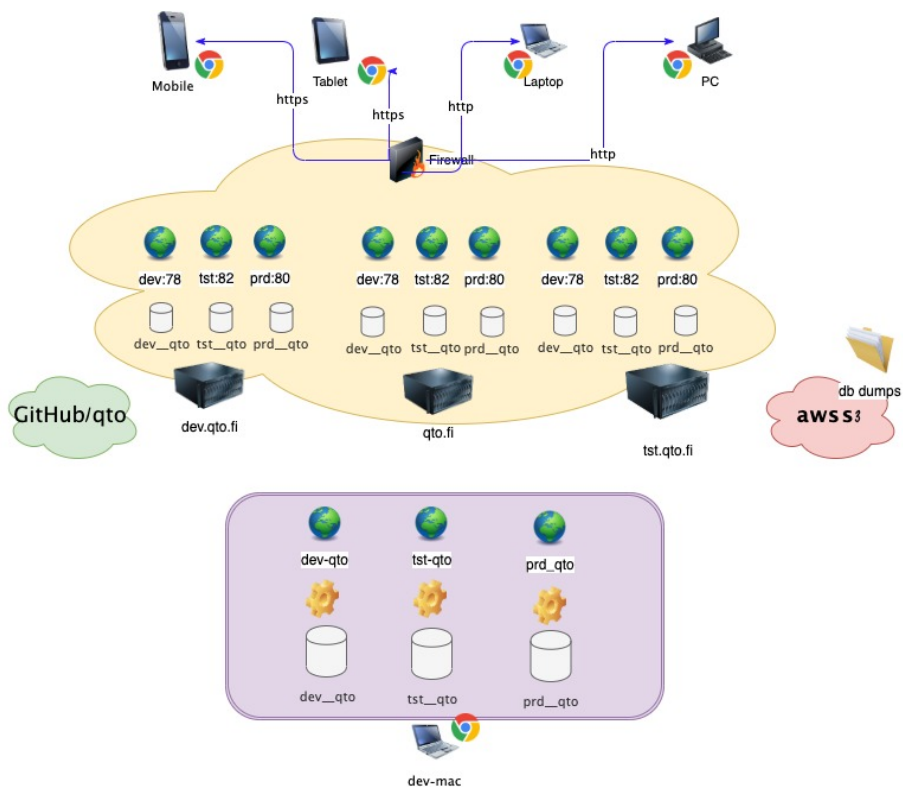 Mobile
Tablet
Laptop
PC
https
https
http
http
Firewall
dev:78
tst:82
prd:80
dev:78
tst:82
prd:80
dev:78
tst:82
prd:80
dev__qto
tst__qto
prd__qto
dev__qto
tst__qto
prd__qto
dev__qto
tst__qto
prd__qto
db dumps
GitHub/qto
dev.qto.fi
qto.fi
tst.qto.fi
aws s3
dev-qto
tst-qto
prd_qto
dev__qto
tst__qto
prd__qto
dev-mac